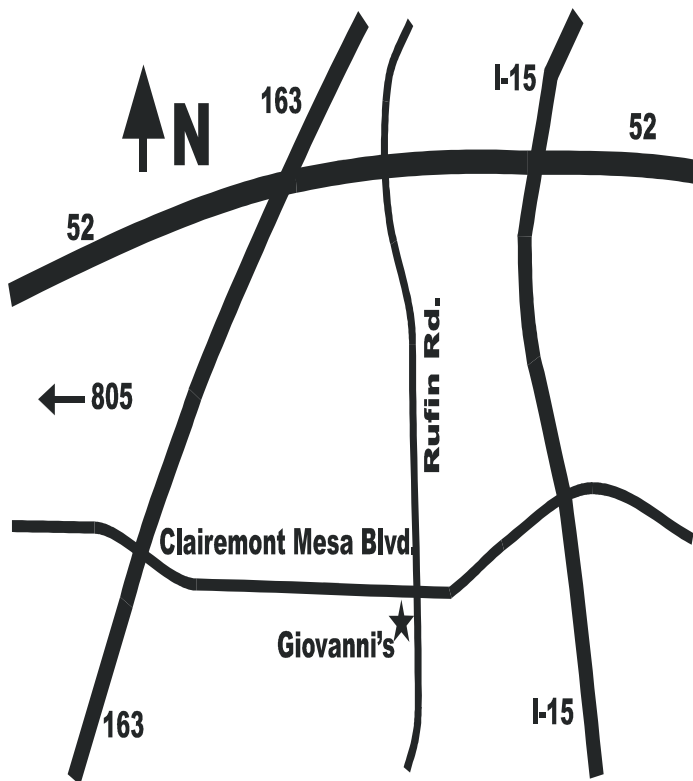 I-15
163
52
N
52
Rufin Rd.
805
Clairemont Mesa Blvd.
Giovanni's
I-15
163